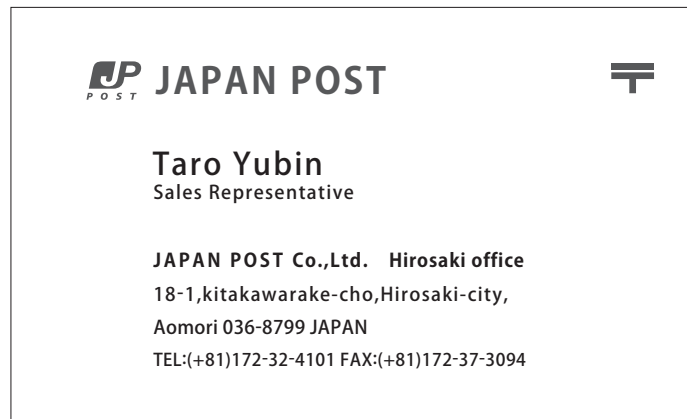 JP
POST
JAPAN POST 〒
Taro Yubin
Sales Representative
JAPAN POST Co.,Ltd. Hirosaki office
18-1,kitakawarake-cho,Hirosaki-city,
Aomori 036-8799 JAPAN
TEL:(+81)172-32-4101 FAX:(+81)172-37-3094